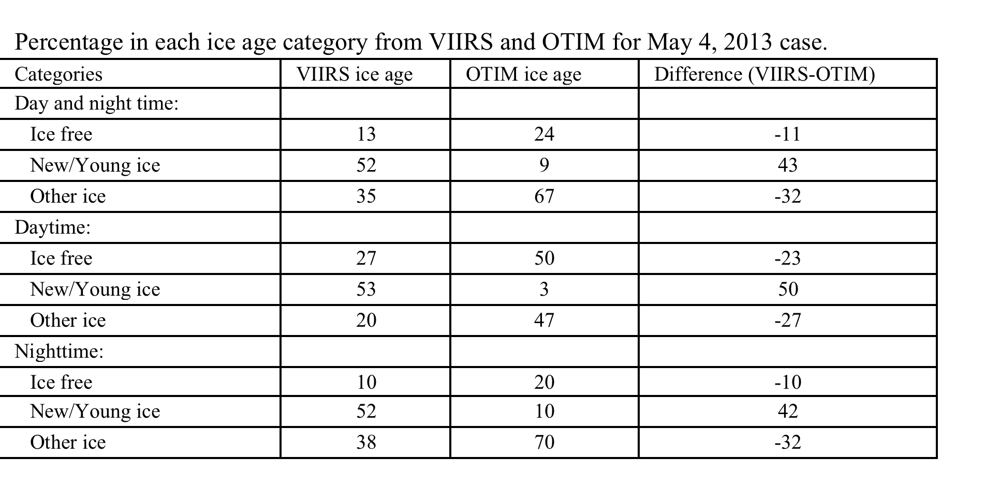 Percentage in each ice age category from VIIRS and OTIM for May 4, 2013 case.
Categories VIIRS ice age OTIM ice age Difference (VIIRS-OTIM)
Day and night time:
Ice free 13 24 -11
New/Young ice 52 9 43
Other ice 35 67 -32
Daytime:
Ice free 27 50 -23
New/Young ice 53 3 50
Other ice 20 47 -27
Nighttime:
Ice free 10 20 -10
New/Young ice 52 10 42
Other ice 38 70 -32